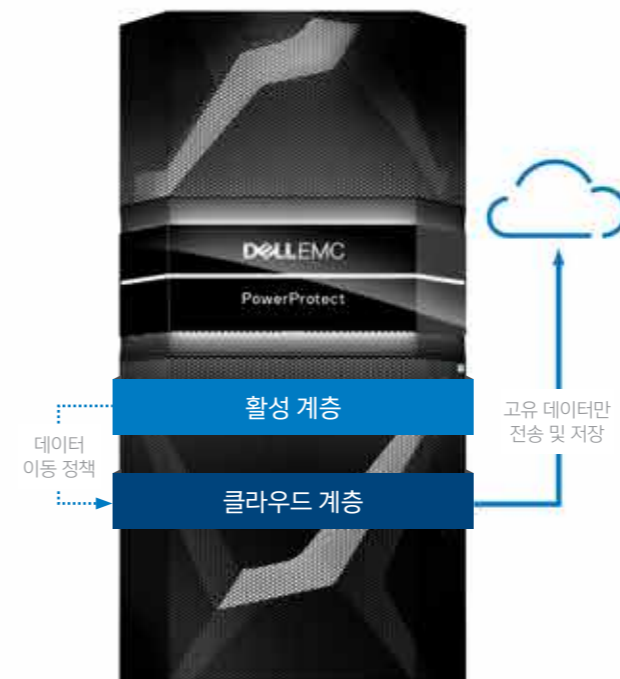 DELLEMC
PowerProtect
활성 계층
데이터
이동 정책
고유 데이터만
전송 및 저장
클라우드 계층